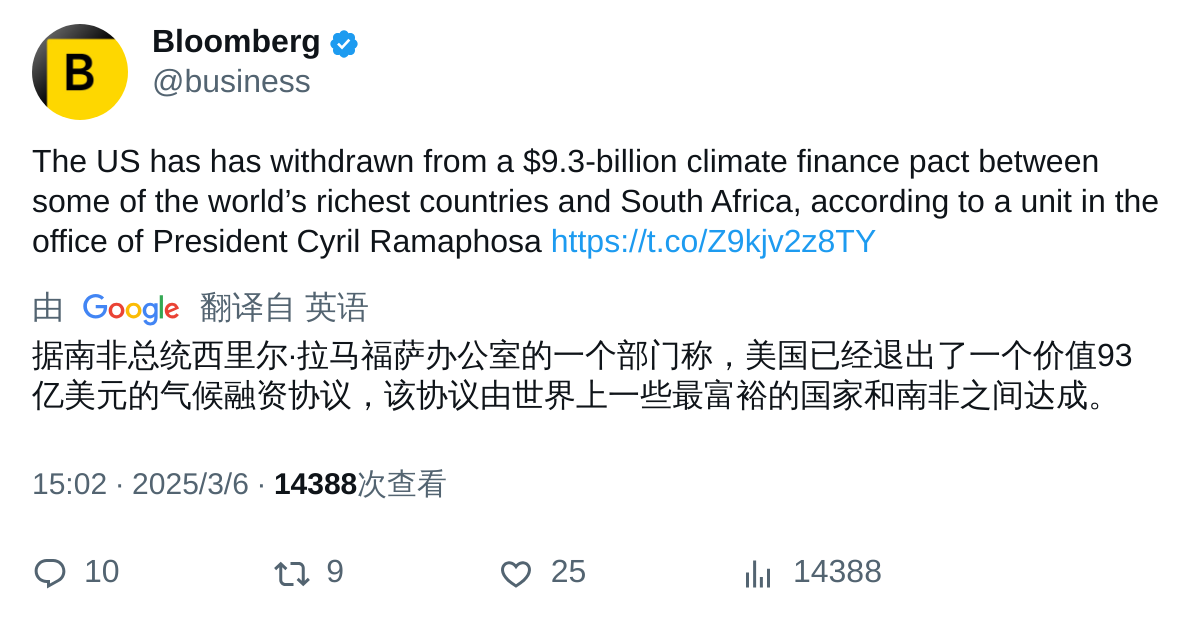 B
Bloomberg
@business
The US has has withdrawn from a $9.3-billion climate finance pact between
some of the world’s richest countries and South Africa, according to a unit in the
office of President Cyril Ramaphosa https://t.co/Z9kjv2z8TY
由 Google 翻译自 英语
据南非总统西里尔·拉马福萨办公室的一个部门称，美国已经退出了一个价值93
亿美元的气候融资协议，该协议由世界上一些最富裕的国家和南非之间达成。
15:02 · 2025/3/6 · 14388次查看
10 9 25 14388